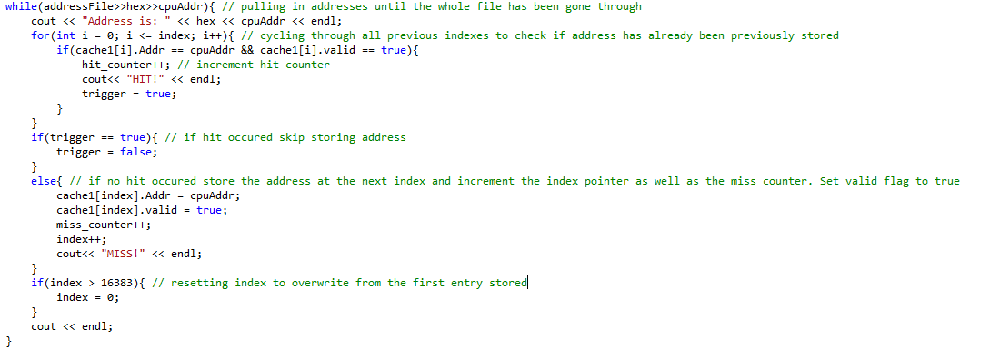 while(addressFile>>hex>>cpuAddr){ // pulling in addresses until the whole file has been gone through
    cout << "Address is: " << hex << cpuAddr << endl;
    for(int i = 0; i <= index; i++){ // cycling through all previous indexes to check if address has already been previously stored
        if(cache1[i].Addr == cpuAddr && cache1[i].valid == true){
            hit_counter++; // increment hit counter
            cout<< "HIT!" << endl;
            trigger = true;
        }
    }
    if(trigger == true){ // if hit occured skip storing address
        trigger = false;
    }
    else{ // if no hit occured store the address at the next index and increment the index pointer as well as the miss counter. Set valid flag to true
        cache1[index].Addr = cpuAddr;
        cache1[index].valid = true;
        miss_counter++;
        index++;
        cout<< "MISS!" << endl;
    }
    if(index > 16383){ // resetting index to overwrite from the first entry stored
        index = 0;
    }
    cout << endl;
}